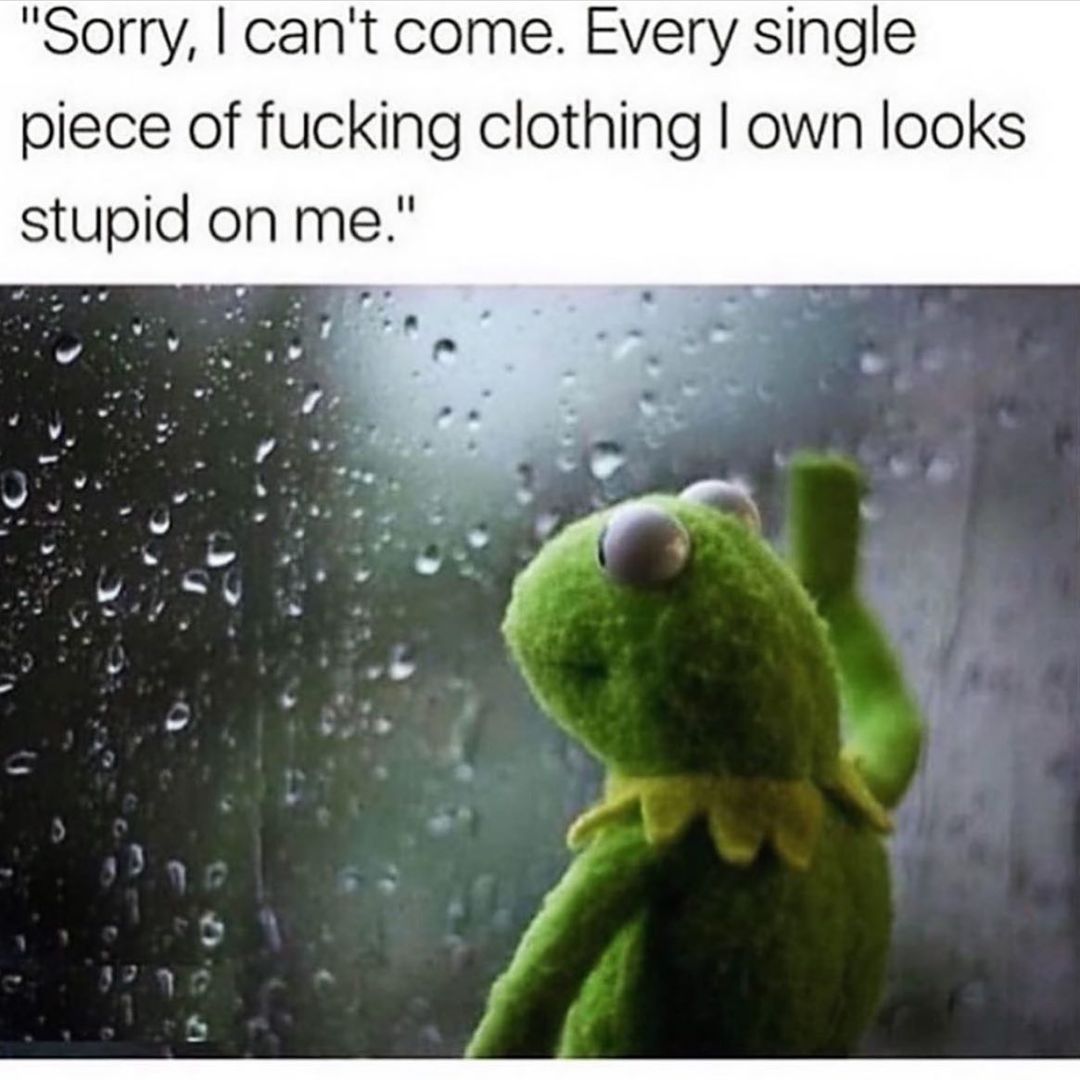 "Sorry, I can't come. Every single
piece of fucking clothing I own looks
stupid on me."